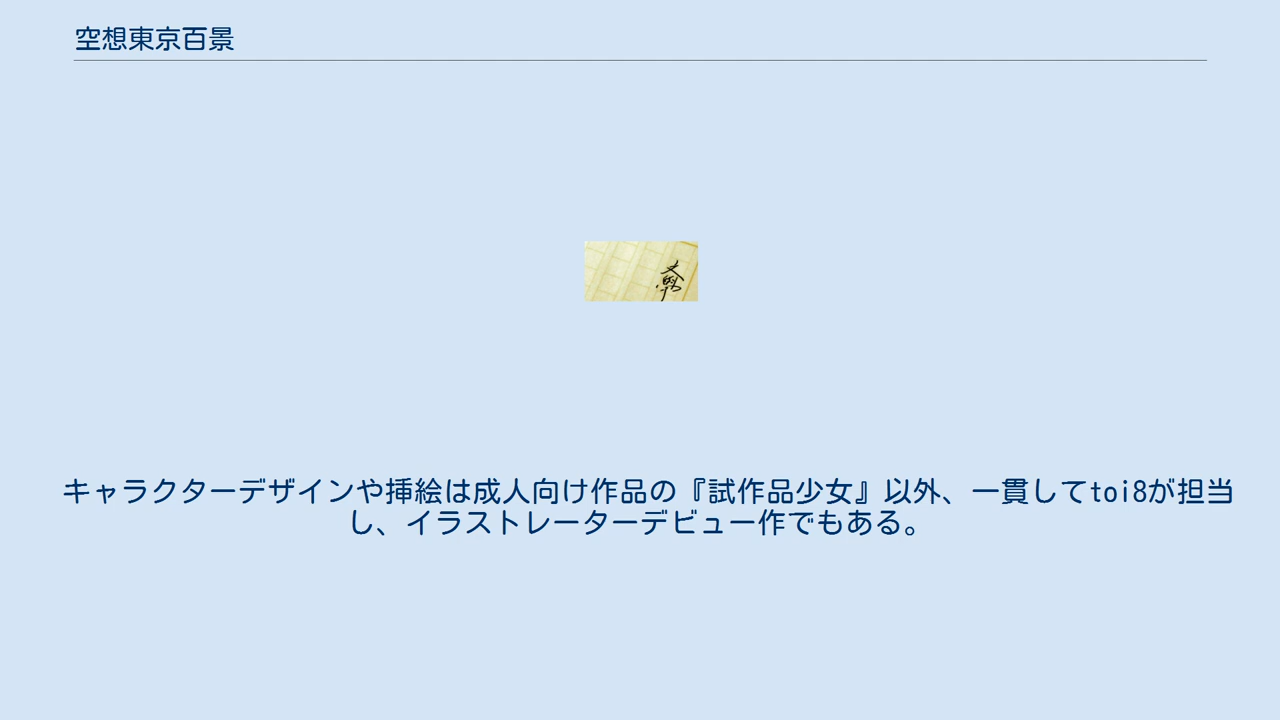 空想東京百景
キャラクターデザインや挿絵は成人向け作品の『試作品少女』以外、一貫してtoi8が担当
し、イラストレーターデビュー作でもある。